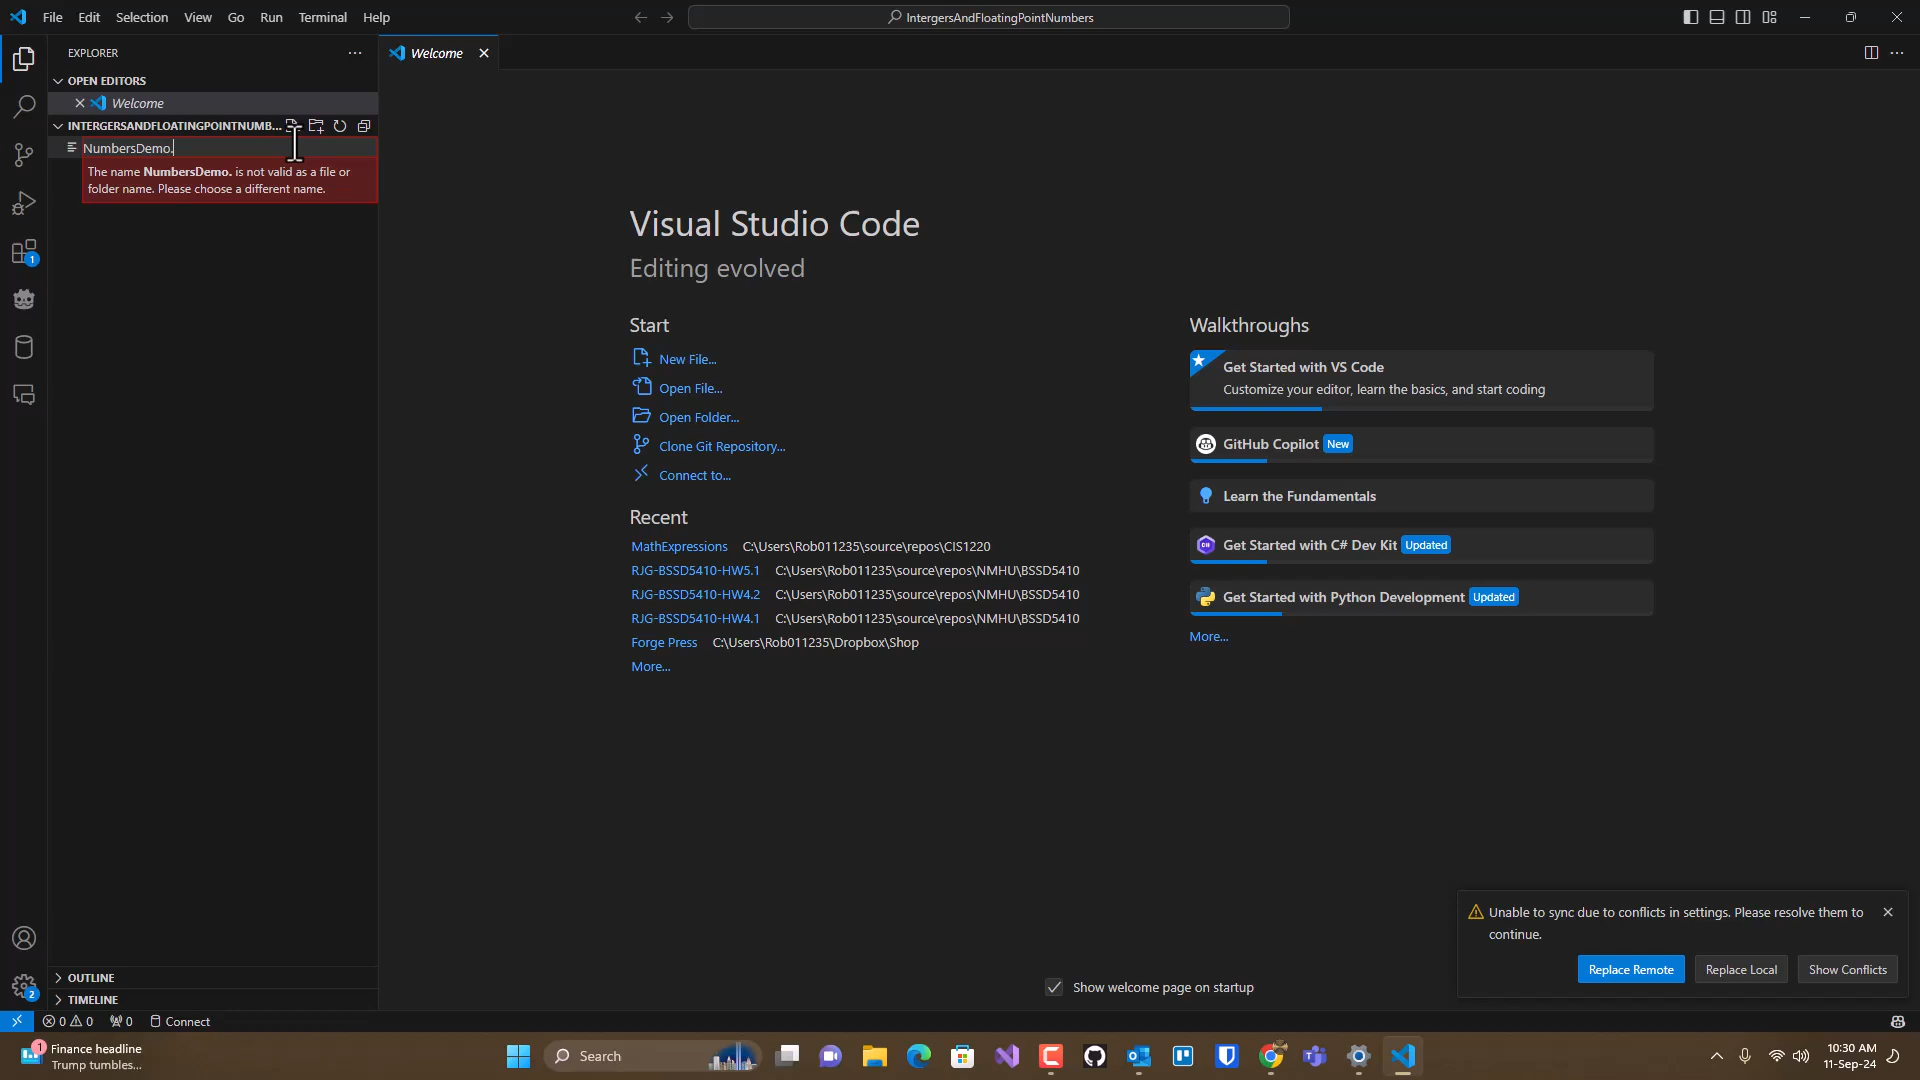 File Edit Selection View Go Run Terminal Help
IntergersAndFloatingPointNumbers
EXPLORER
Welcome
OPEN EDITORS
Welcome
INTERGERSANDFLOATINGPOINTNUMB...
NumbersDemo.
The name NumbersDemo. is not valid as a file or
folder name. Please choose a different name.
Visual Studio Code
Editing evolved
Start
New File...
Open File...
Open Folder...
Clone Git Repository...
Connect to...
Recent
MathExpressions C:\Users\Rob011235\source\repos\CIS1220
RJG-BSSD5410-HW5.1 C:\Users\Rob011235\source\repos\NMHU\BSSD5410
RJG-BSSD5410-HW4.2 C:\Users\Rob011235\source\repos\NMHU\BSSD5410
RJG-BSSD5410-HW4.1 C:\Users\Rob011235\source\repos\NMHU\BSSD5410
Forge Press C:\Users\Rob011235\Dropbox\Shop
More...
Walkthroughs
Get Started with VS Code
Customize your editor, learn the basics, and start coding
GitHub Copilot New
Learn the Fundamentals
Get Started with C# Dev Kit Updated
Get Started with Python Development Updated
More...
1
Unable to sync due to conflicts in settings. Please resolve them to
continue.
Replace Remote Replace Local Show Conflicts
Show welcome page on startup
OUTLINE
2
TIMELINE
0 0 0 Connect
1
Finance headline
Trump tumbles...
Search
10:30 AM
11-Sep-24